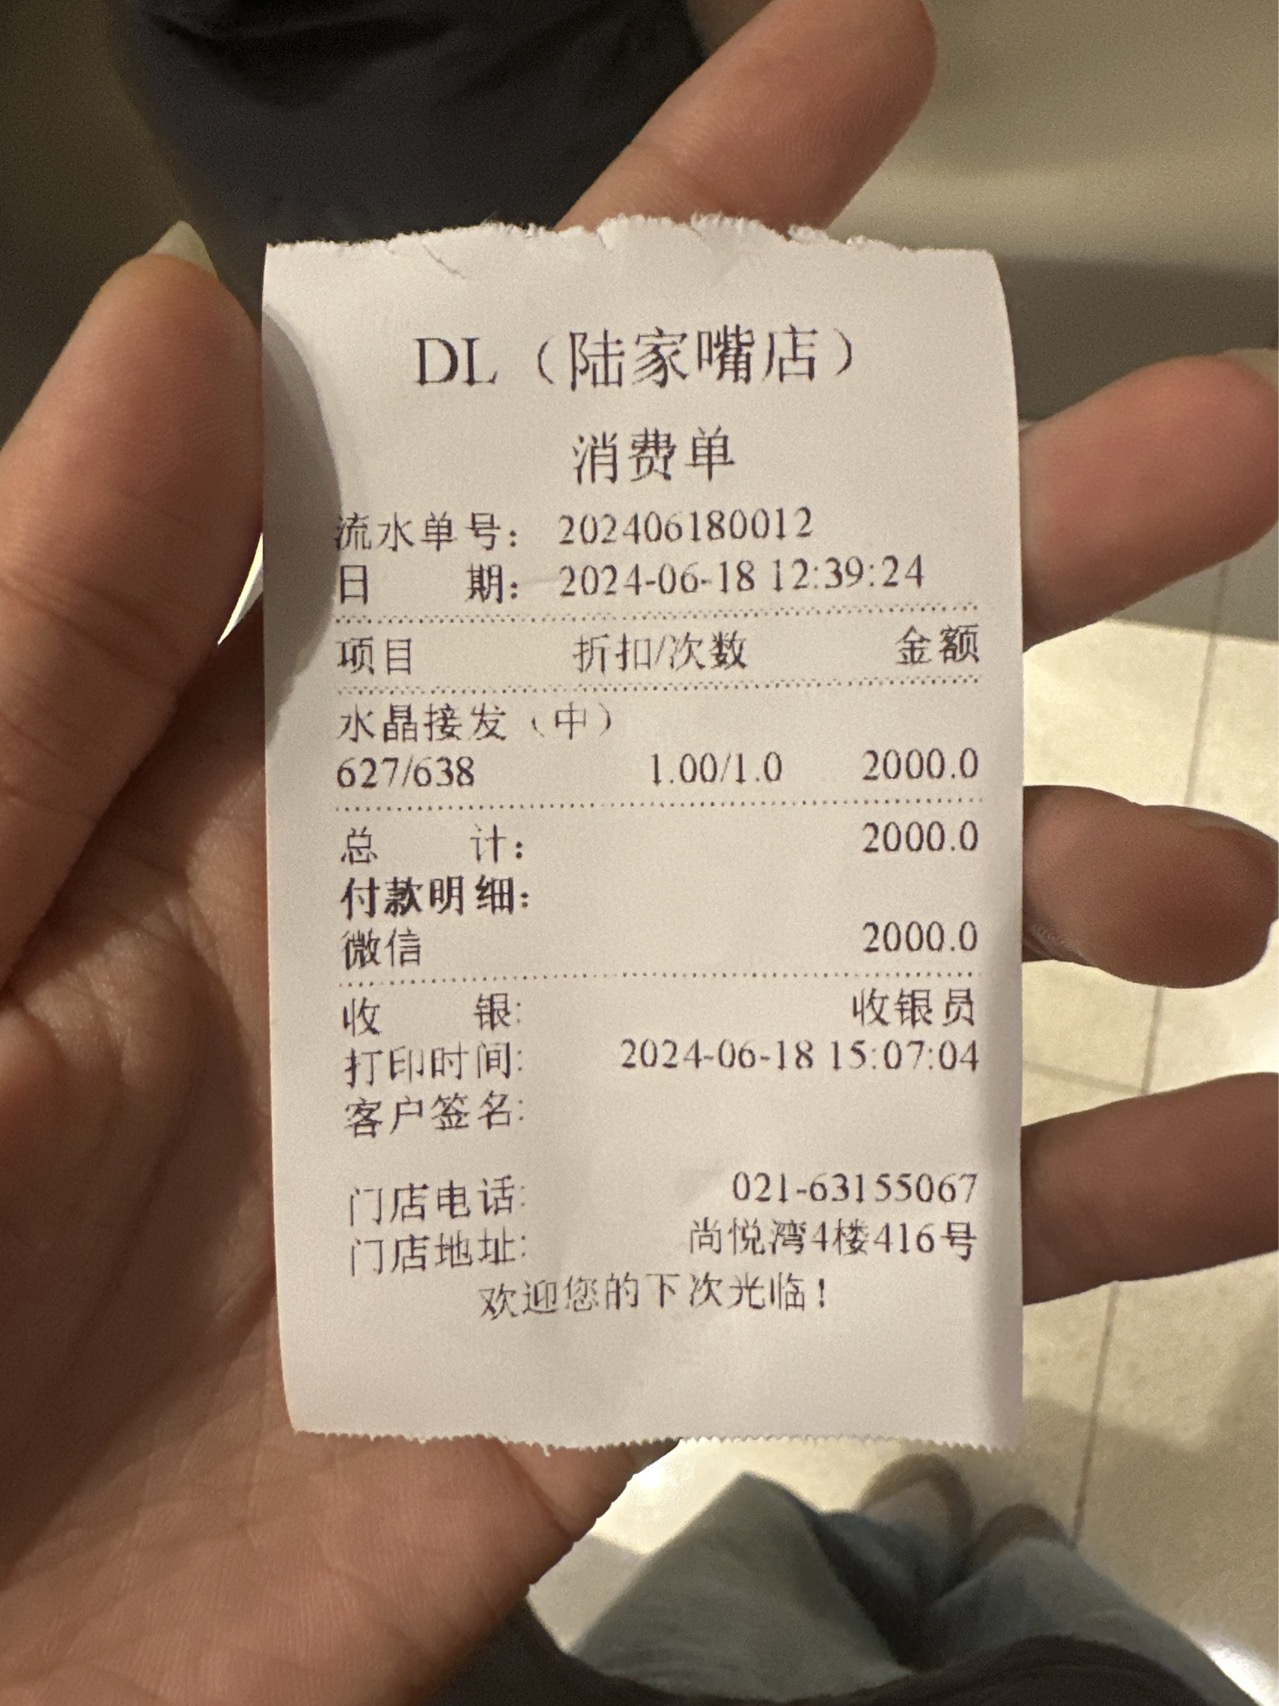 DL（陆家嘴店）
消费单
流水单号： 202406180012
日 期： 2024-06-18 12:39:24
项目 折扣/次数 金额
水晶接发（中）
627/638 1.00/1.0 2000.0
总 计： 2000.0
付款明细：
微信 2000.0
收 银: 收银员
打印时间: 2024-06-18 15:07:04
客户签名:
门店电话: 021-63155067
门店地址: 尚悦湾4楼416号
欢迎您的下次光临！